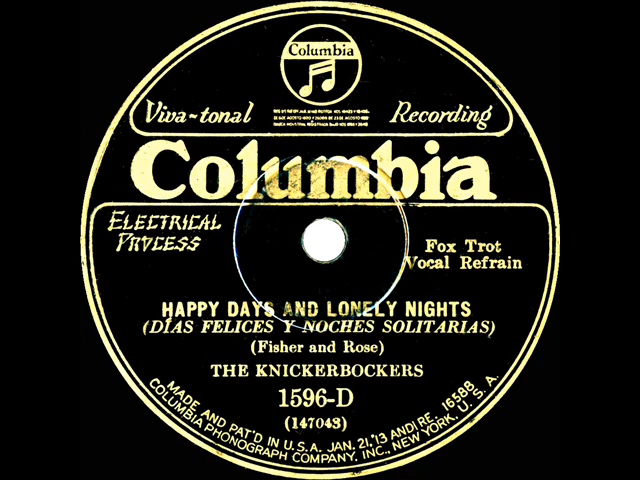 Columbia
Viva-tonal Recording
Columbia
ELECTRICAL
PROCESS
Fox Trot
Vocal Refrain
HAPPY DAYS AND LONELY NIGHTS
(DÍAS FELICES Y NOCHES SOLITARIAS)
(Fisher and Rose)
THE KNICKERBOCKERS
1596-D
(147043)
MADE AND PAT'D IN U.S.A. JAN. 21, '13 AND RE. 16588
COLUMBIA PHONOGRAPH COMPANY, INC., NEW YORK, U.S.A.